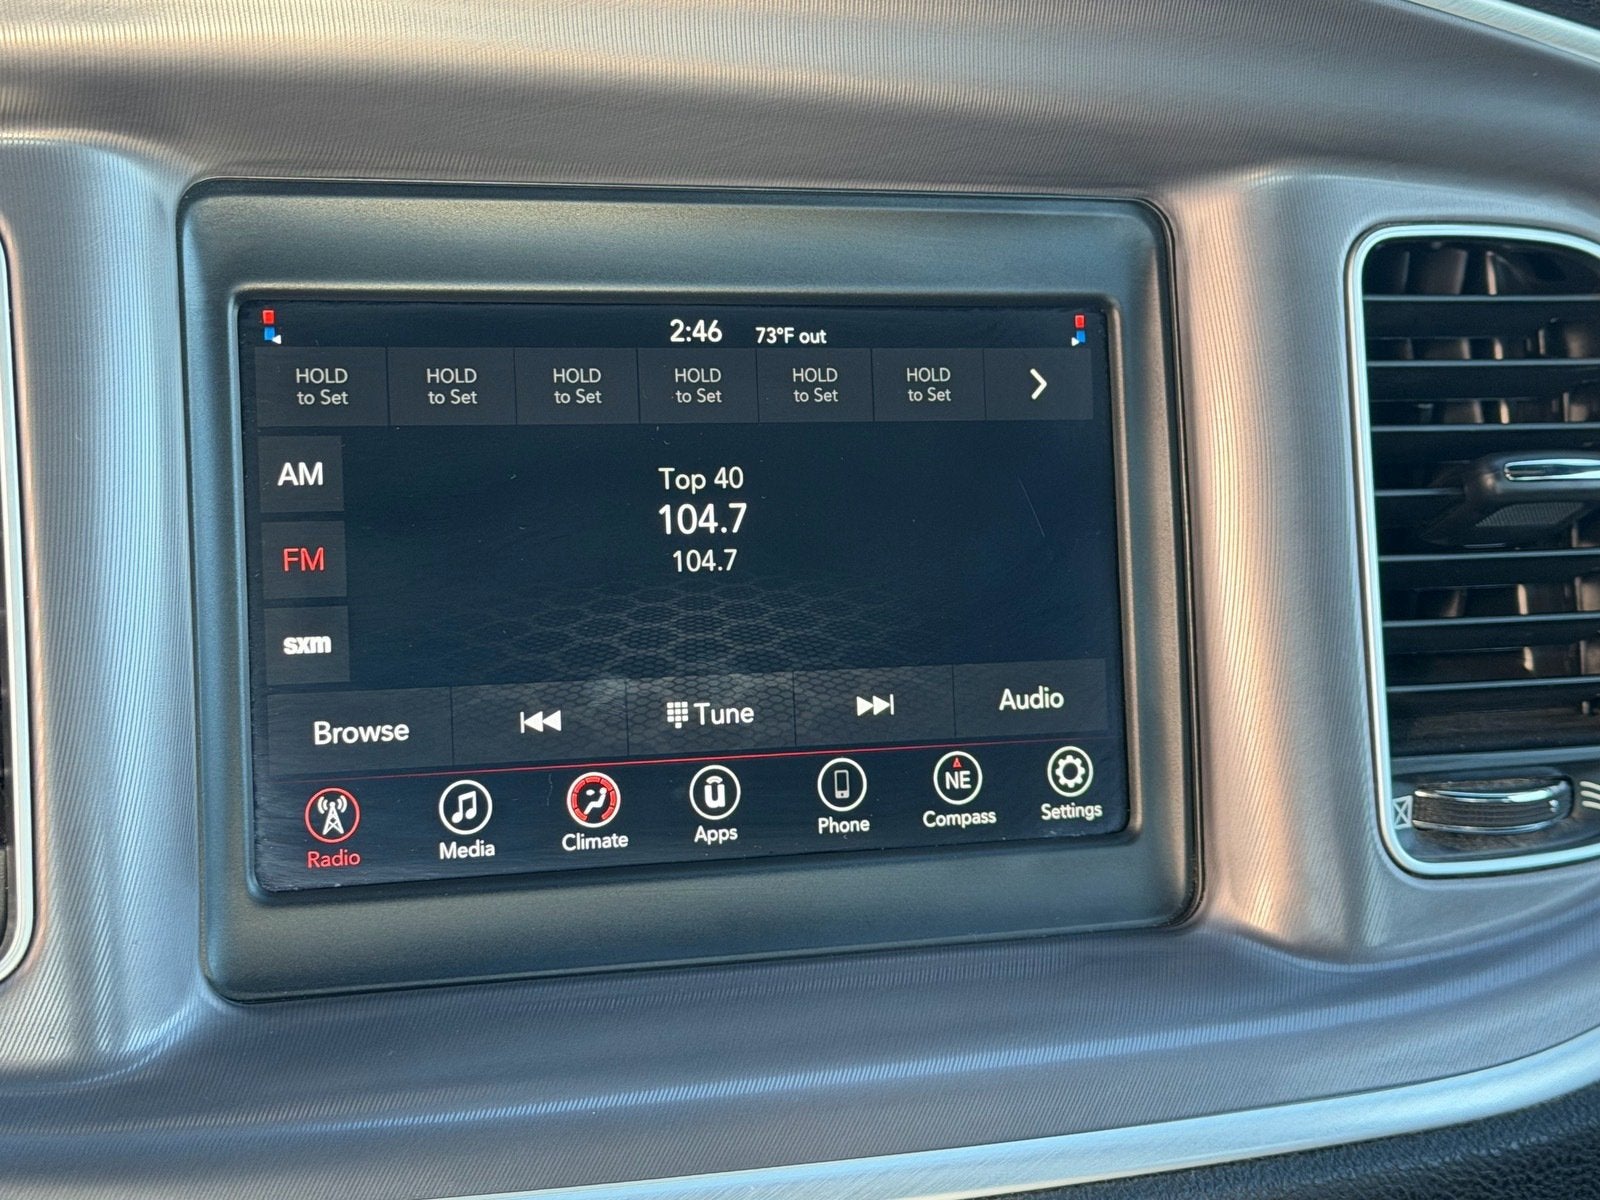 2:46 73°F out
HOLD to Set
HOLD to Set
HOLD to Set
HOLD to Set
HOLD to Set
HOLD to Set
AM
Top 40
104.7
104.7
FM
sxm
Browse
Tune
Audio
Radio
Media
Climate
Apps
Phone
NE
Compass
Settings